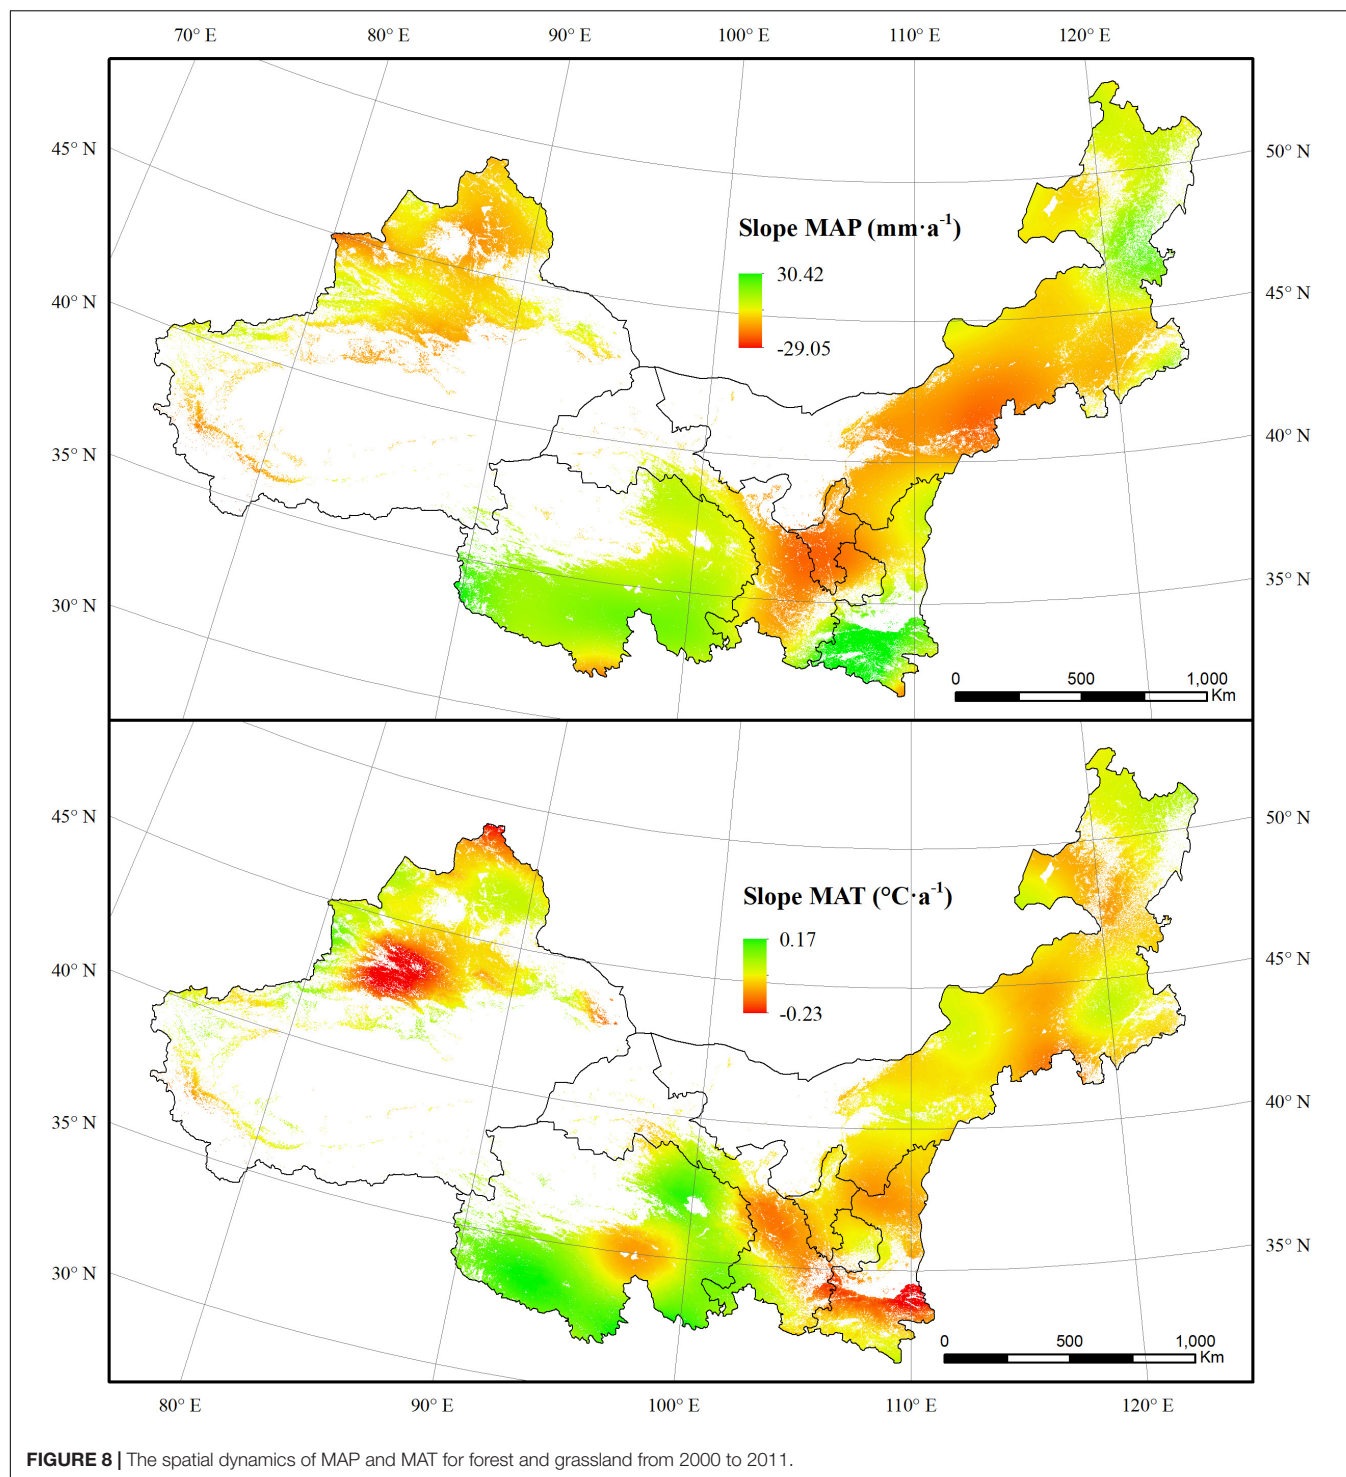 70° E 80° E 90° E 100° E 110° E 120° E
45° N
50° N
Slope MAP (mm·a⁻¹)
30.42
-29.05
40° N
45° N
35° N
40° N
30° N
35° N
0 500 1,000
Km
45° N
50° N
Slope MAT (°C·a⁻¹)
0.17
-0.23
40° N
45° N
35° N
40° N
30° N
35° N
0 500 1,000
Km
80° E 90° E 100° E 110° E 120° E
FIGURE 8 | The spatial dynamics of MAP and MAT for forest and grassland from 2000 to 2011.